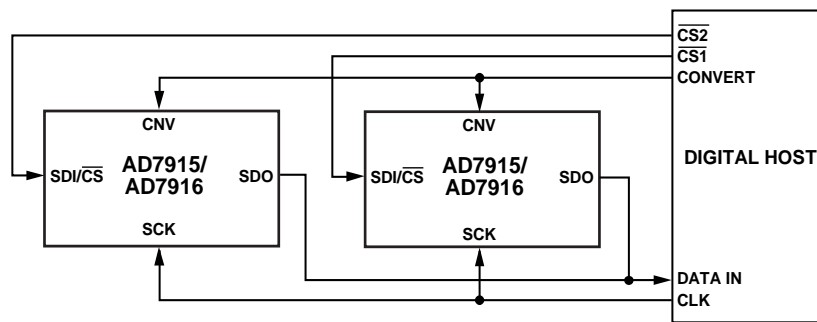 CS2
CS1
CONVERT
DIGITAL HOST
DATA IN
CLK
CNV
AD7915/
AD7916
SDI/CS
SDO
SCK
CNV
AD7915/
AD7916
SDI/CS
SDO
SCK